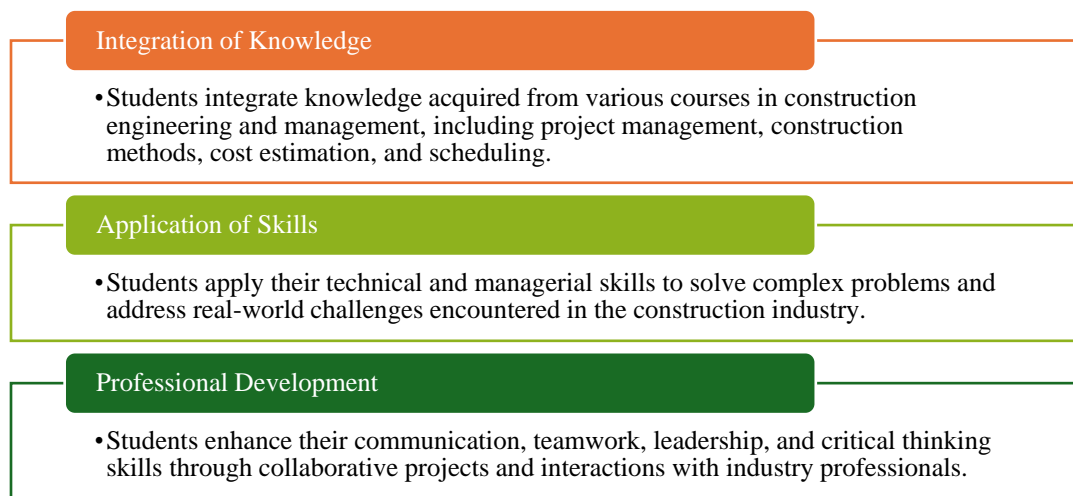 Integration of Knowledge
•Students integrate knowledge acquired from various courses in construction
engineering and management, including project management, construction
methods, cost estimation, and scheduling.
Application of Skills
•Students apply their technical and managerial skills to solve complex problems and
address real-world challenges encountered in the construction industry.
Professional Development
•Students enhance their communication, teamwork, leadership, and critical thinking
skills through collaborative projects and interactions with industry professionals.